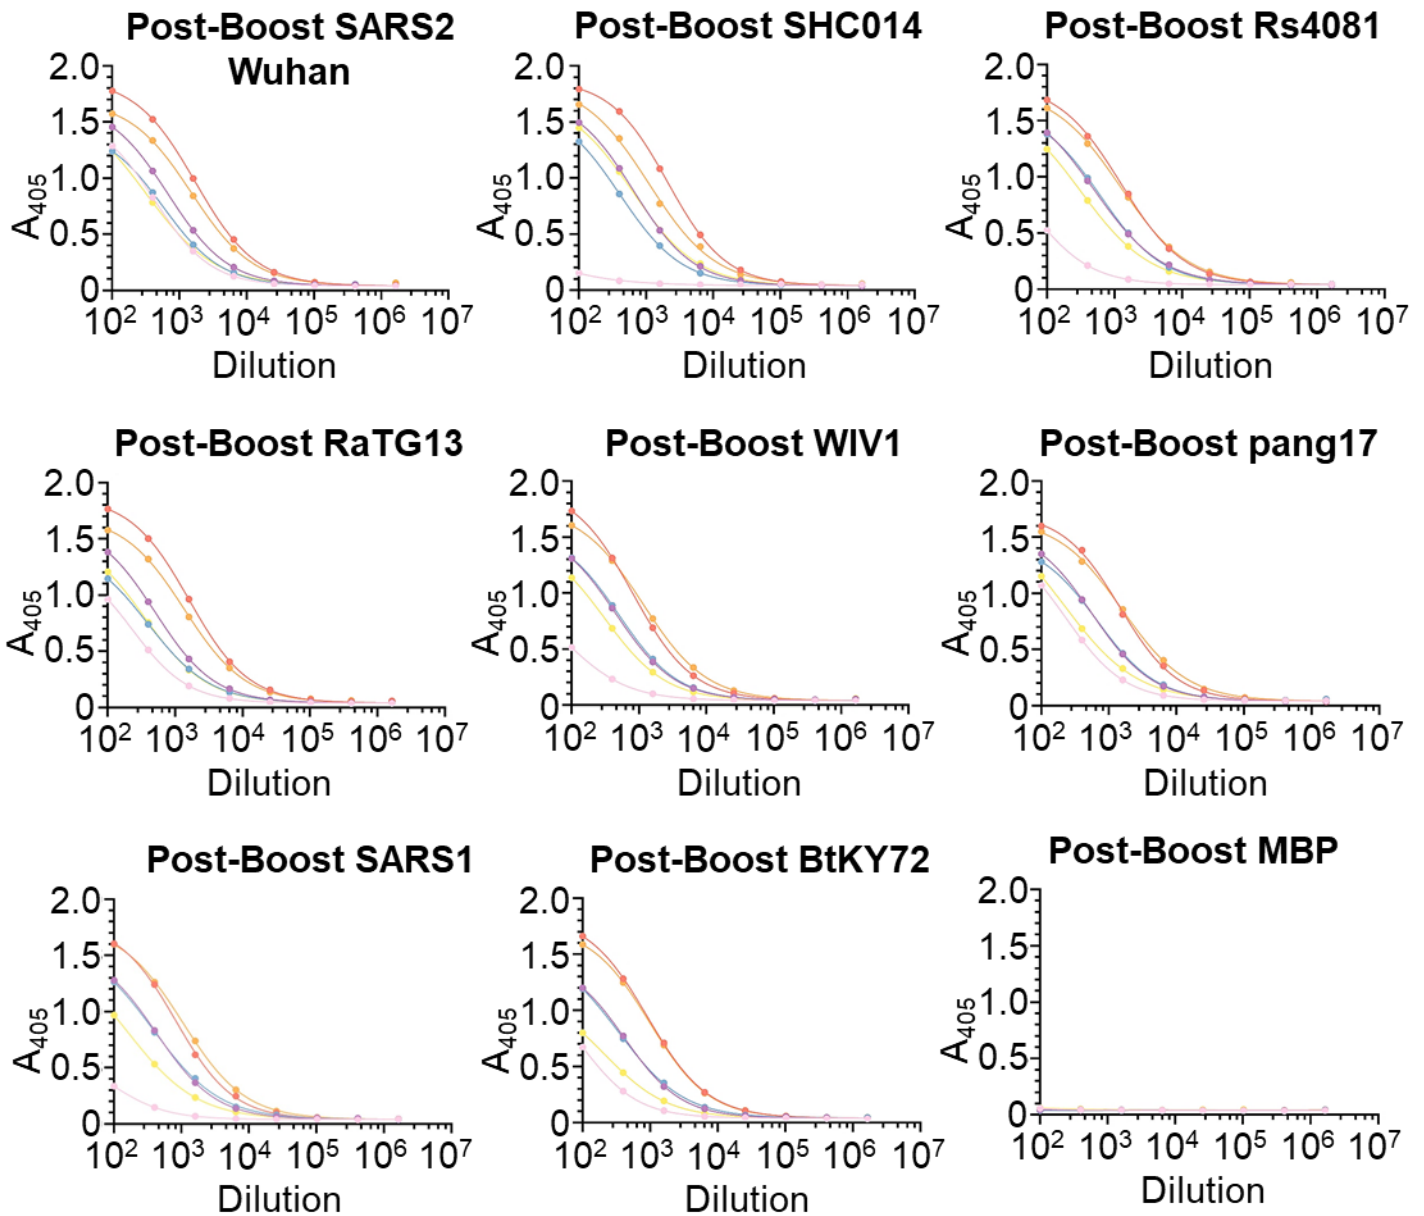 Post-Boost SARS2
Wuhan
2.0
1.5
1.0
0.5
0
A405
10² 10³ 10⁴ 10⁵ 10⁶ 10⁷
Dilution
Post-Boost SHC014
2.0
1.5
1.0
0.5
0
A405
10² 10³ 10⁴ 10⁵ 10⁶ 10⁷
Dilution
Post-Boost Rs4081
2.0
1.5
1.0
0.5
0
A405
10² 10³ 10⁴ 10⁵ 10⁶ 10⁷
Dilution
Post-Boost RaTG13
2.0
1.5
1.0
0.5
0
A405
10² 10³ 10⁴ 10⁵ 10⁶ 10⁷
Dilution
Post-Boost WIV1
2.0
1.5
1.0
0.5
0
A405
10² 10³ 10⁴ 10⁵ 10⁶ 10⁷
Dilution
Post-Boost pang17
2.0
1.5
1.0
0.5
0
A405
10² 10³ 10⁴ 10⁵ 10⁶ 10⁷
Dilution
Post-Boost SARS1
2.0
1.5
1.0
0.5
0
A405
10² 10³ 10⁴ 10⁵ 10⁶ 10⁷
Dilution
Post-Boost BtKY72
2.0
1.5
1.0
0.5
0
A405
10² 10³ 10⁴ 10⁵ 10⁶ 10⁷
Dilution
Post-Boost MBP
2.0
1.5
1.0
0.5
0
A405
10² 10³ 10⁴ 10⁵ 10⁶ 10⁷
Dilution